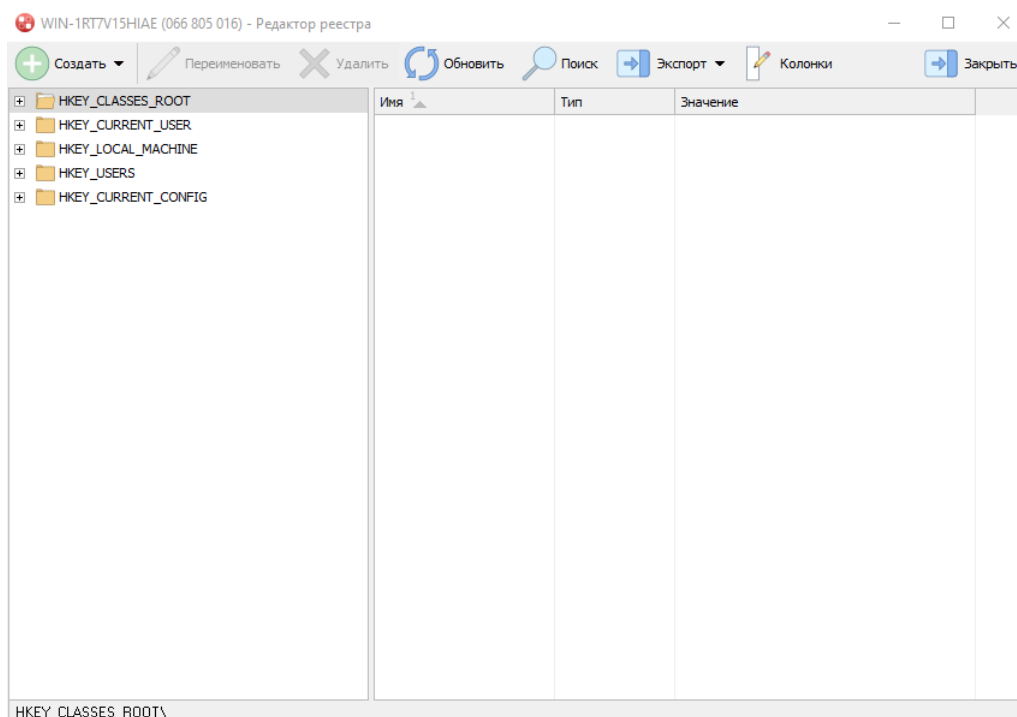 WIN-1RT7V15HIAE (066 805 016) - Редактор реестра
Создать Переименовать Удалить Обновить Поиск Экспорт Колонки Закрыть
HKEY_CLASSES_ROOT
HKEY_CURRENT_USER
HKEY_LOCAL_MACHINE
HKEY_USERS
HKEY_CURRENT_CONFIG
Имя 1 Тип Значение
HKEY_CLASSES_ROOT\